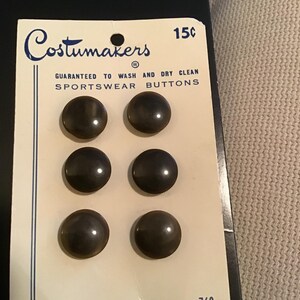 Costumakers 15¢
®
GUARANTEED TO WASH AND DRY CLEAN
SPORTSWEAR BUTTONS